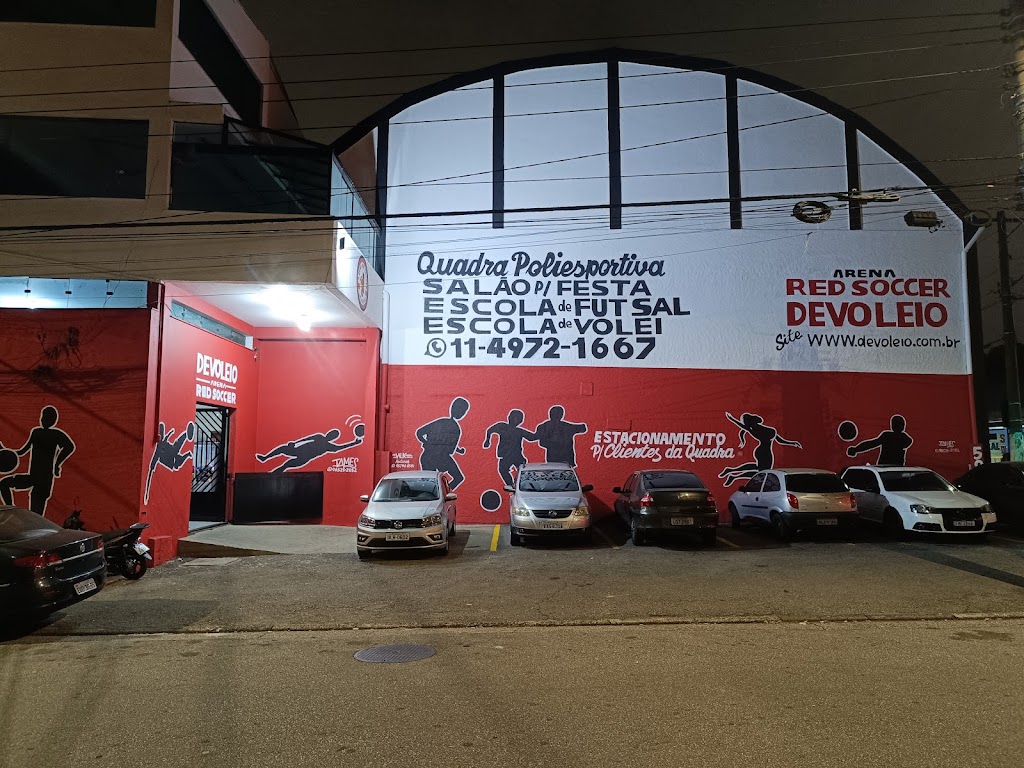 Quadra Poliesportiva
SALÃO P/ FESTA
ESCOLA de FUTSAL
ESCOLA de VOLEI
11-4972-1667
ARENA
RED SOCCER
DEVOLEIO
Site www.devoleio.com.br
DEVOLEIO
ARENA
RED SOCCER
ESTACIONAMENTO
P/ Clientes da Quadra
JAMES